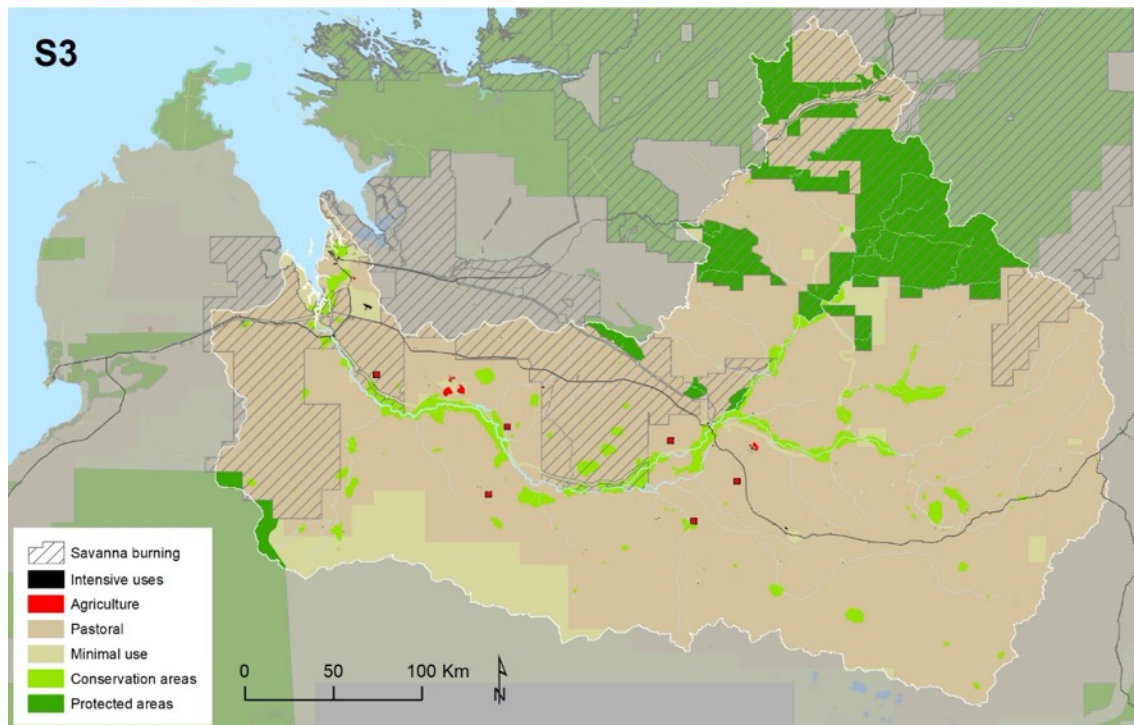 S3
Savanna burning
Intensive uses
Agriculture
Pastoral
Minimal use
Conservation areas
Protected areas
0 50 100 Km
N